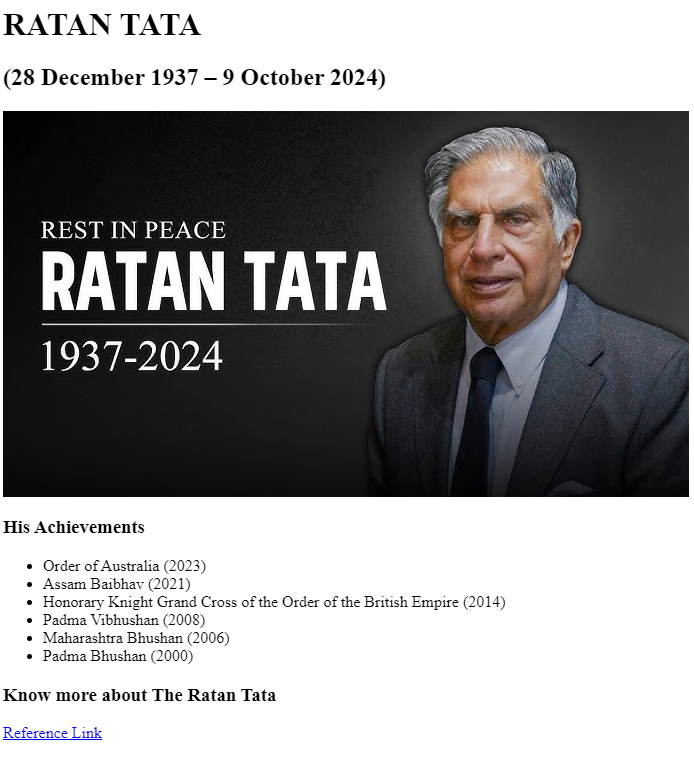 RATAN TATA
(28 December 1937 – 9 October 2024)
REST IN PEACE
RATAN TATA
1937-2024
His Achievements
Order of Australia (2023)
Assam Baibhav (2021)
Honorary Knight Grand Cross of the Order of the British Empire (2014)
Padma Vibhushan (2008)
Maharashtra Bhushan (2006)
Padma Bhushan (2000)
Know more about The Ratan Tata
Reference Link